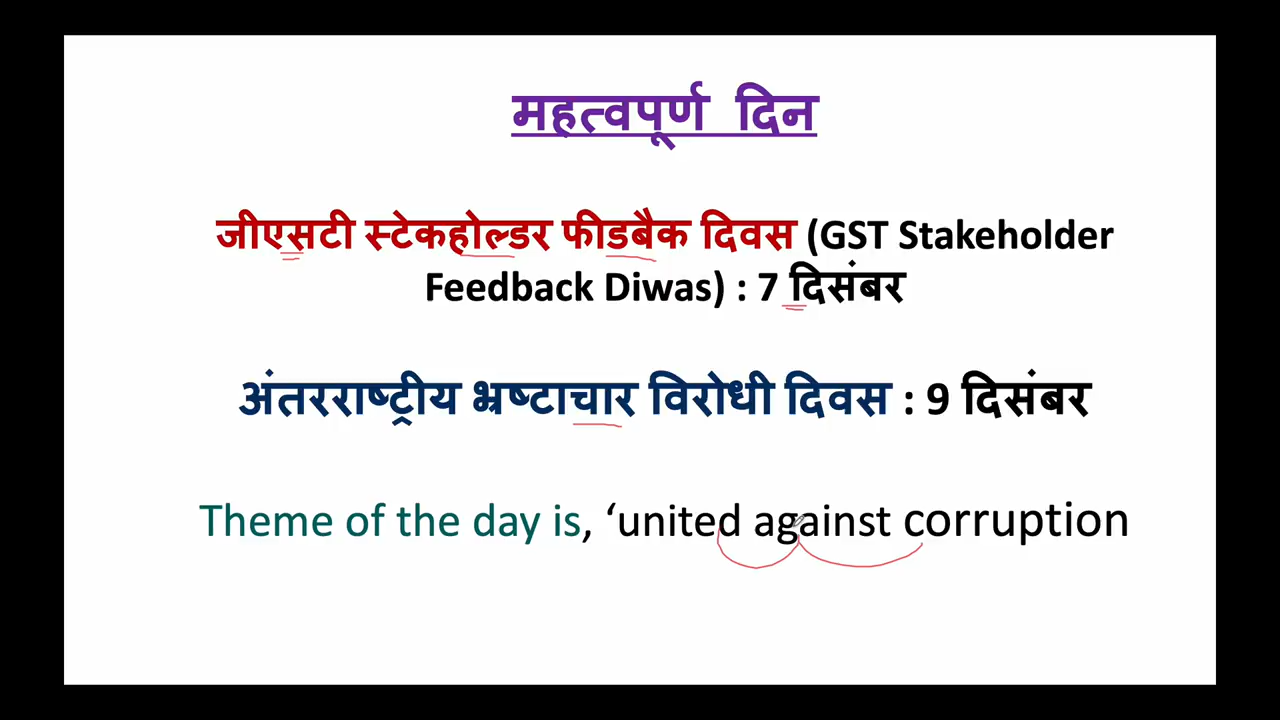 महत्वपूर्ण दिन
जीएसटी स्टेकहोल्डर फीडबैक दिवस (GST Stakeholder
Feedback Diwas) : 7 दिसंबर
अंतरराष्ट्रीय भ्रष्टाचार विरोधी दिवस : 9 दिसंबर
Theme of the day is, ‘united against corruption